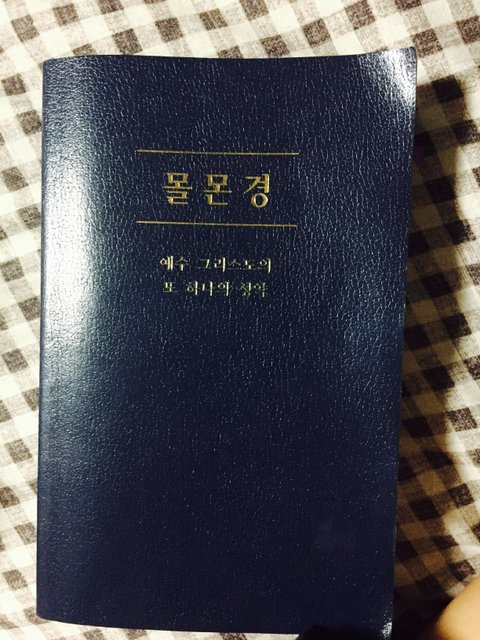 몰몬경
예수 그리스도의
또 하나의 성약